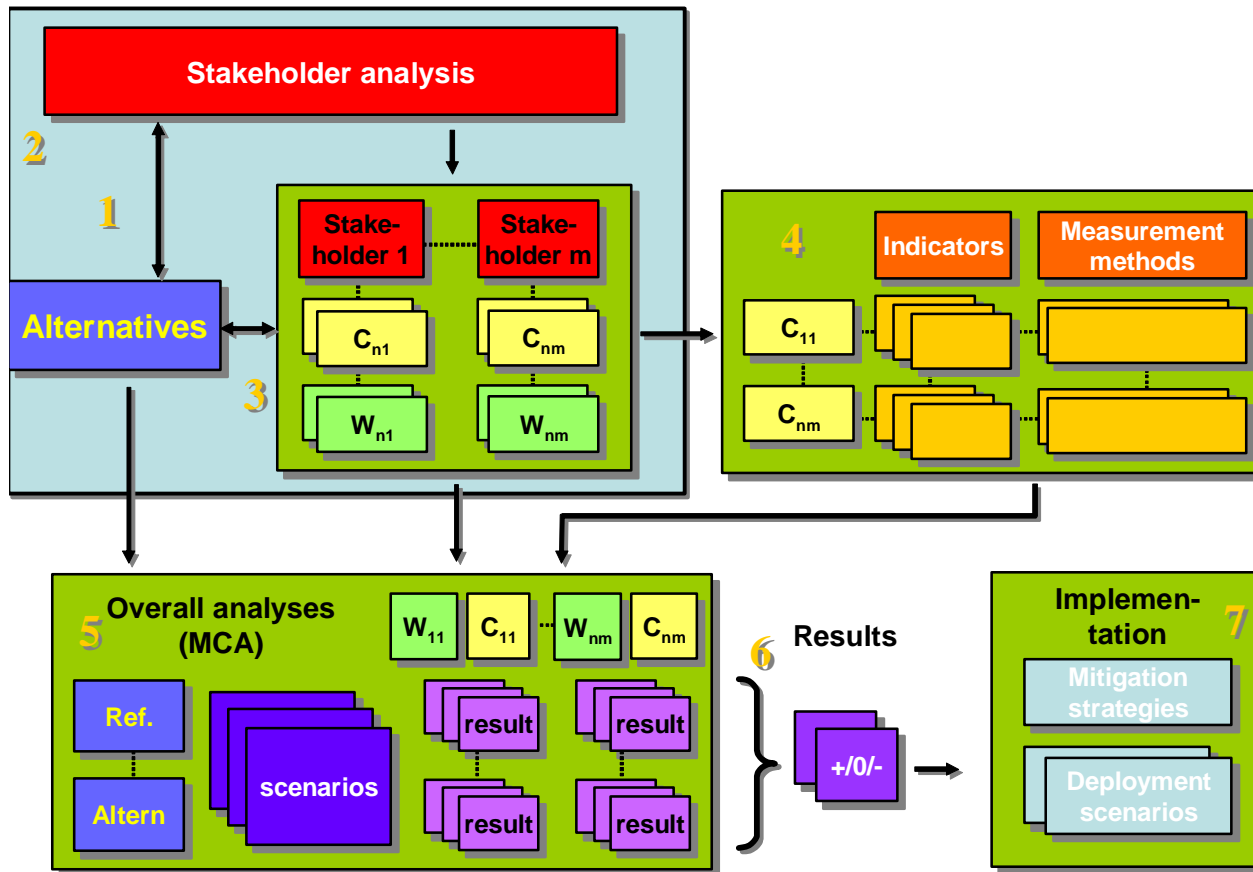 Stakeholder analysis
2
1
Stake-
holder 1
Stake-
holder m
4
Indicators
Measurement
methods
Alternatives
C11
Cn1
Cnm
3
Cnm
Wn1
Wnm
5
Overall analyses
(MCA)
W11
C11
Wnm
Cnm
6
Results
Implemen-
tation
7
Ref.
result
result
Mitigation
strategies
scenarios
+/0/-
Altern
result
result
Deployment
scenarios